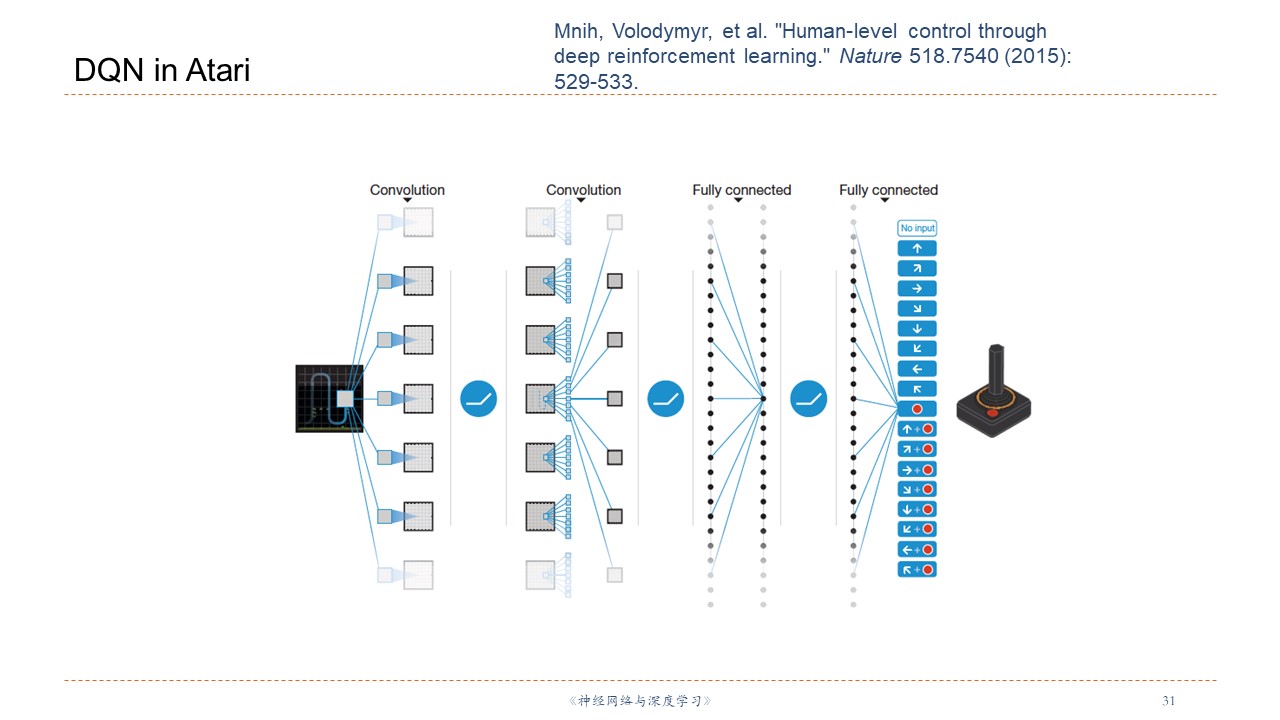 DQN in Atari
Mnih, Volodymyr, et al. "Human-level control through
deep reinforcement learning." Nature 518.7540 (2015):
529-533.
Convolution
Convolution
Fully connected
Fully connected
No input
《神经网络与深度学习》
31